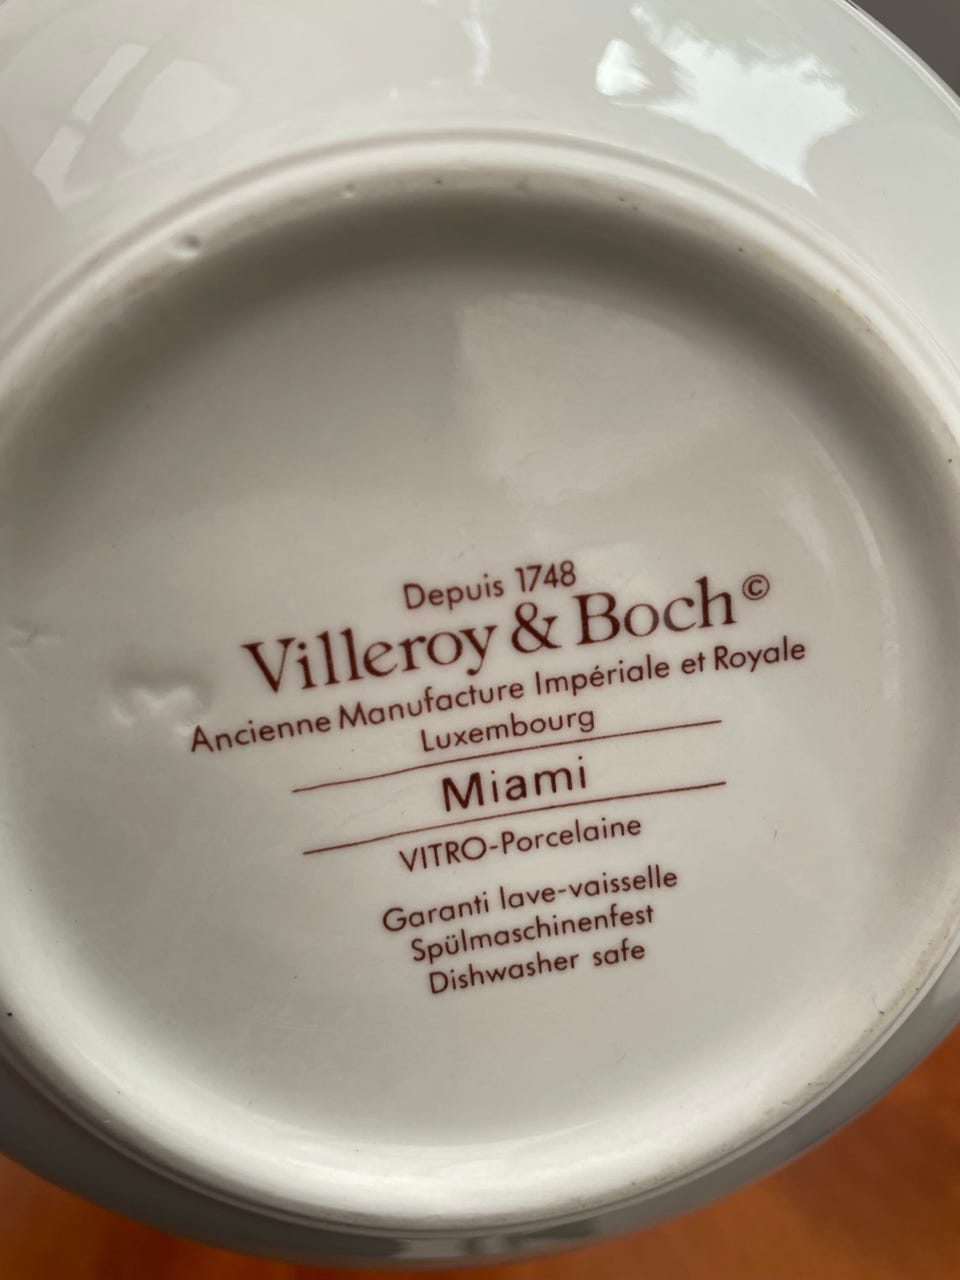 Depuis 1748
Villeroy & Boch©
Ancienne Manufacture Impériale et Royale
Luxembourg
Miami
VITRO-Porcelaine
Garanti lave-vaisselle
Spülmaschinenfest
Dishwasher safe